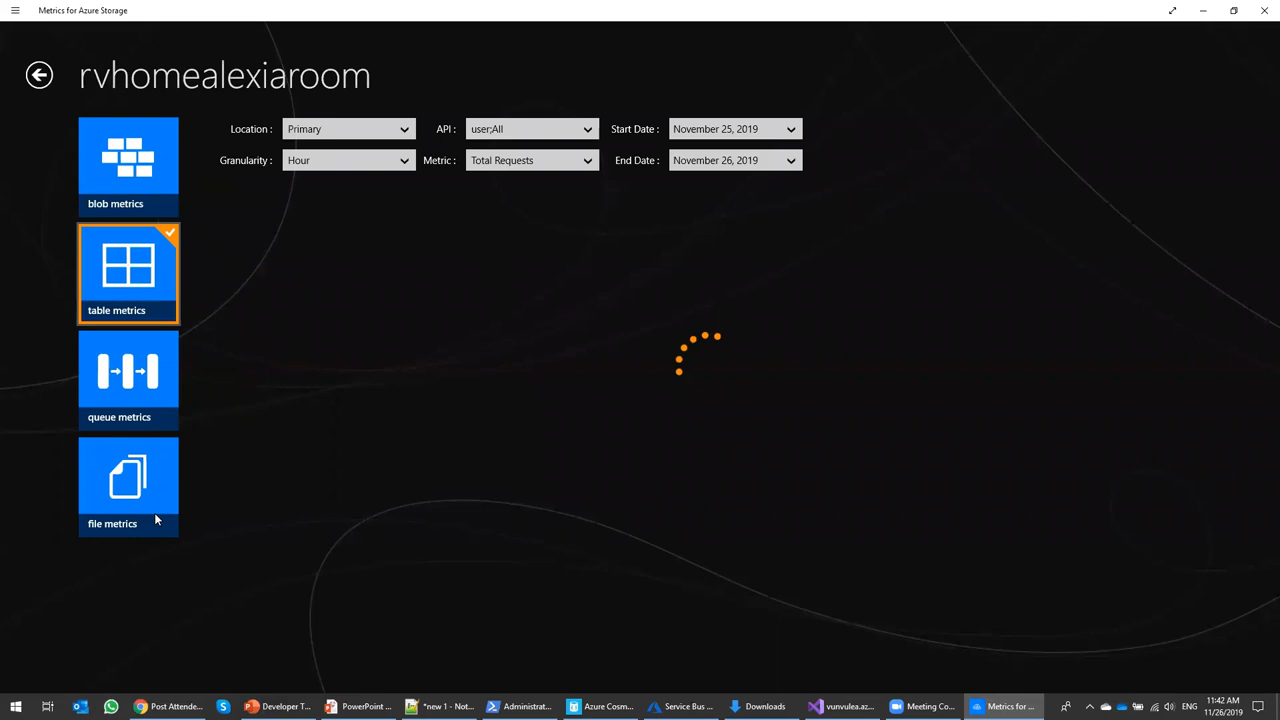 Metrics for Azure Storage
rvhomealexiaroom
Location : Primary API : user;All Start Date : November 25, 2019
Granularity : Hour Metric : Total Requests End Date : November 26, 2019
blob metrics
table metrics
queue metrics
file metrics
Post Attende... Developer T... PowerPoint ... *new 1 - Not... Administrat... Azure Cosm... Service Bus ... Downloads vunvulea.az... Meeting Co... Metrics for ... ENG 11:42 AM
11/26/2019